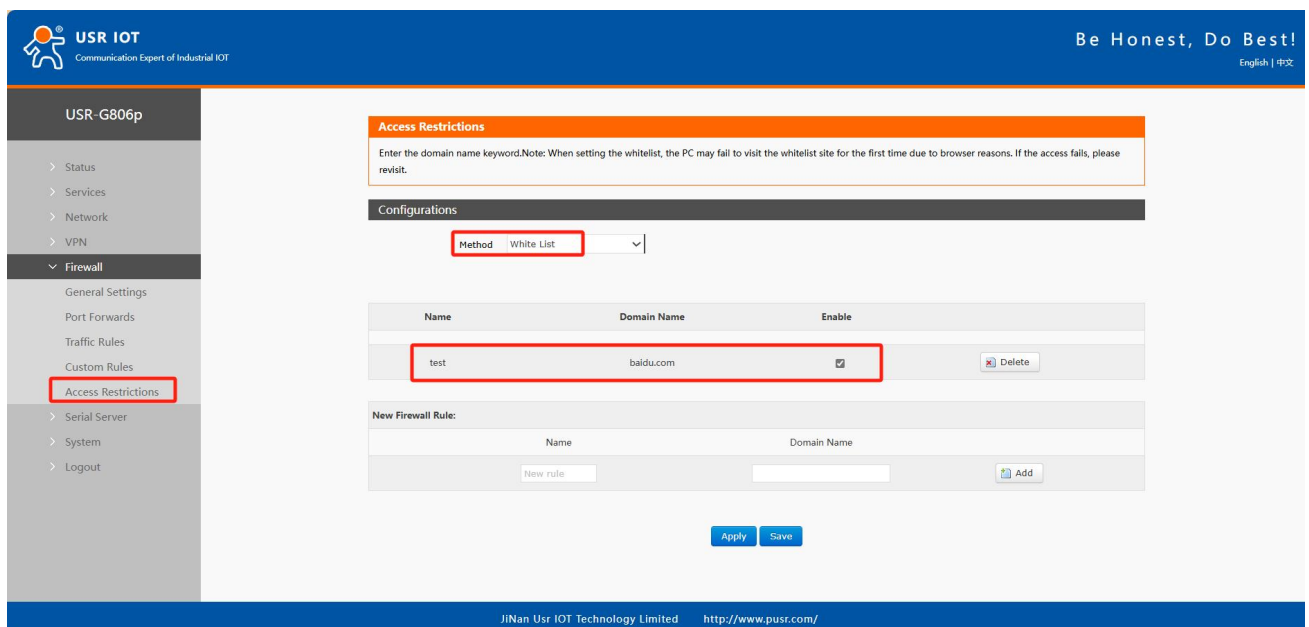 USR IOT
Communication Expert of Industrial IOT
Be Honest, Do Best!
English | 中文
USR-G806p
Status
Services
Network
VPN
Firewall
General Settings
Port Forwards
Traffic Rules
Custom Rules
Access Restrictions
Serial Server
System
Logout
Access Restrictions
Enter the domain name keyword.Note: When setting the whitelist, the PC may fail to visit the whitelist site for the first time due to browser reasons. If the access fails, please
revisit.
Configurations
Method White List
Name Domain Name Enable
test baidu.com Delete
New Firewall Rule:
Name Domain Name
New rule Add
Apply Save
JiNan Usr IOT Technology Limited http://www.pusr.com/